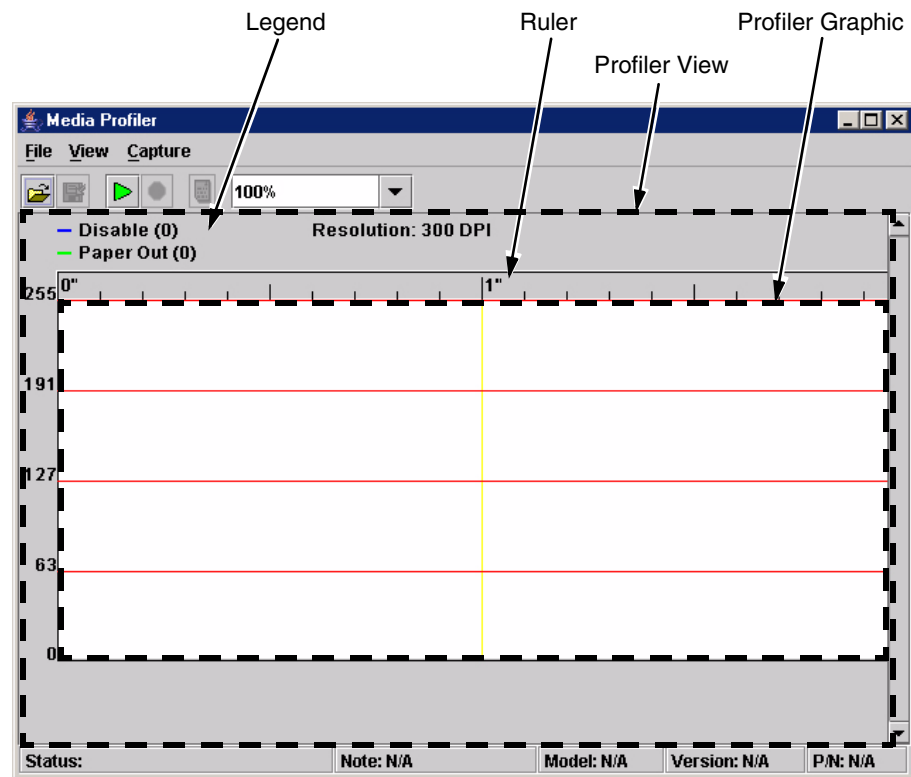 Legend Ruler Profiler Graphic
Profiler View
Media Profiler
File View Capture
100%
Disable (0) Resolution: 300 DPI
Paper Out (0)
0" 1"
255
191
127
63
0
Status: Note: N/A Model: N/A Version: N/A P/N: N/A